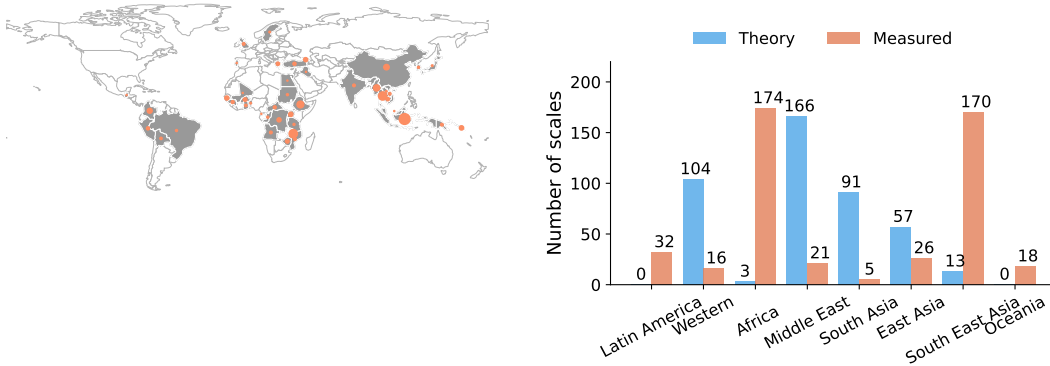 Theory Measured
Number of scales
200
150
100
50
0
0 32
104 16
3 174
166 21
91 5
57 26
13 170
0 18
Latin America
Western
Africa
Middle East
South Asia
East Asia
South East Asia
Oceania